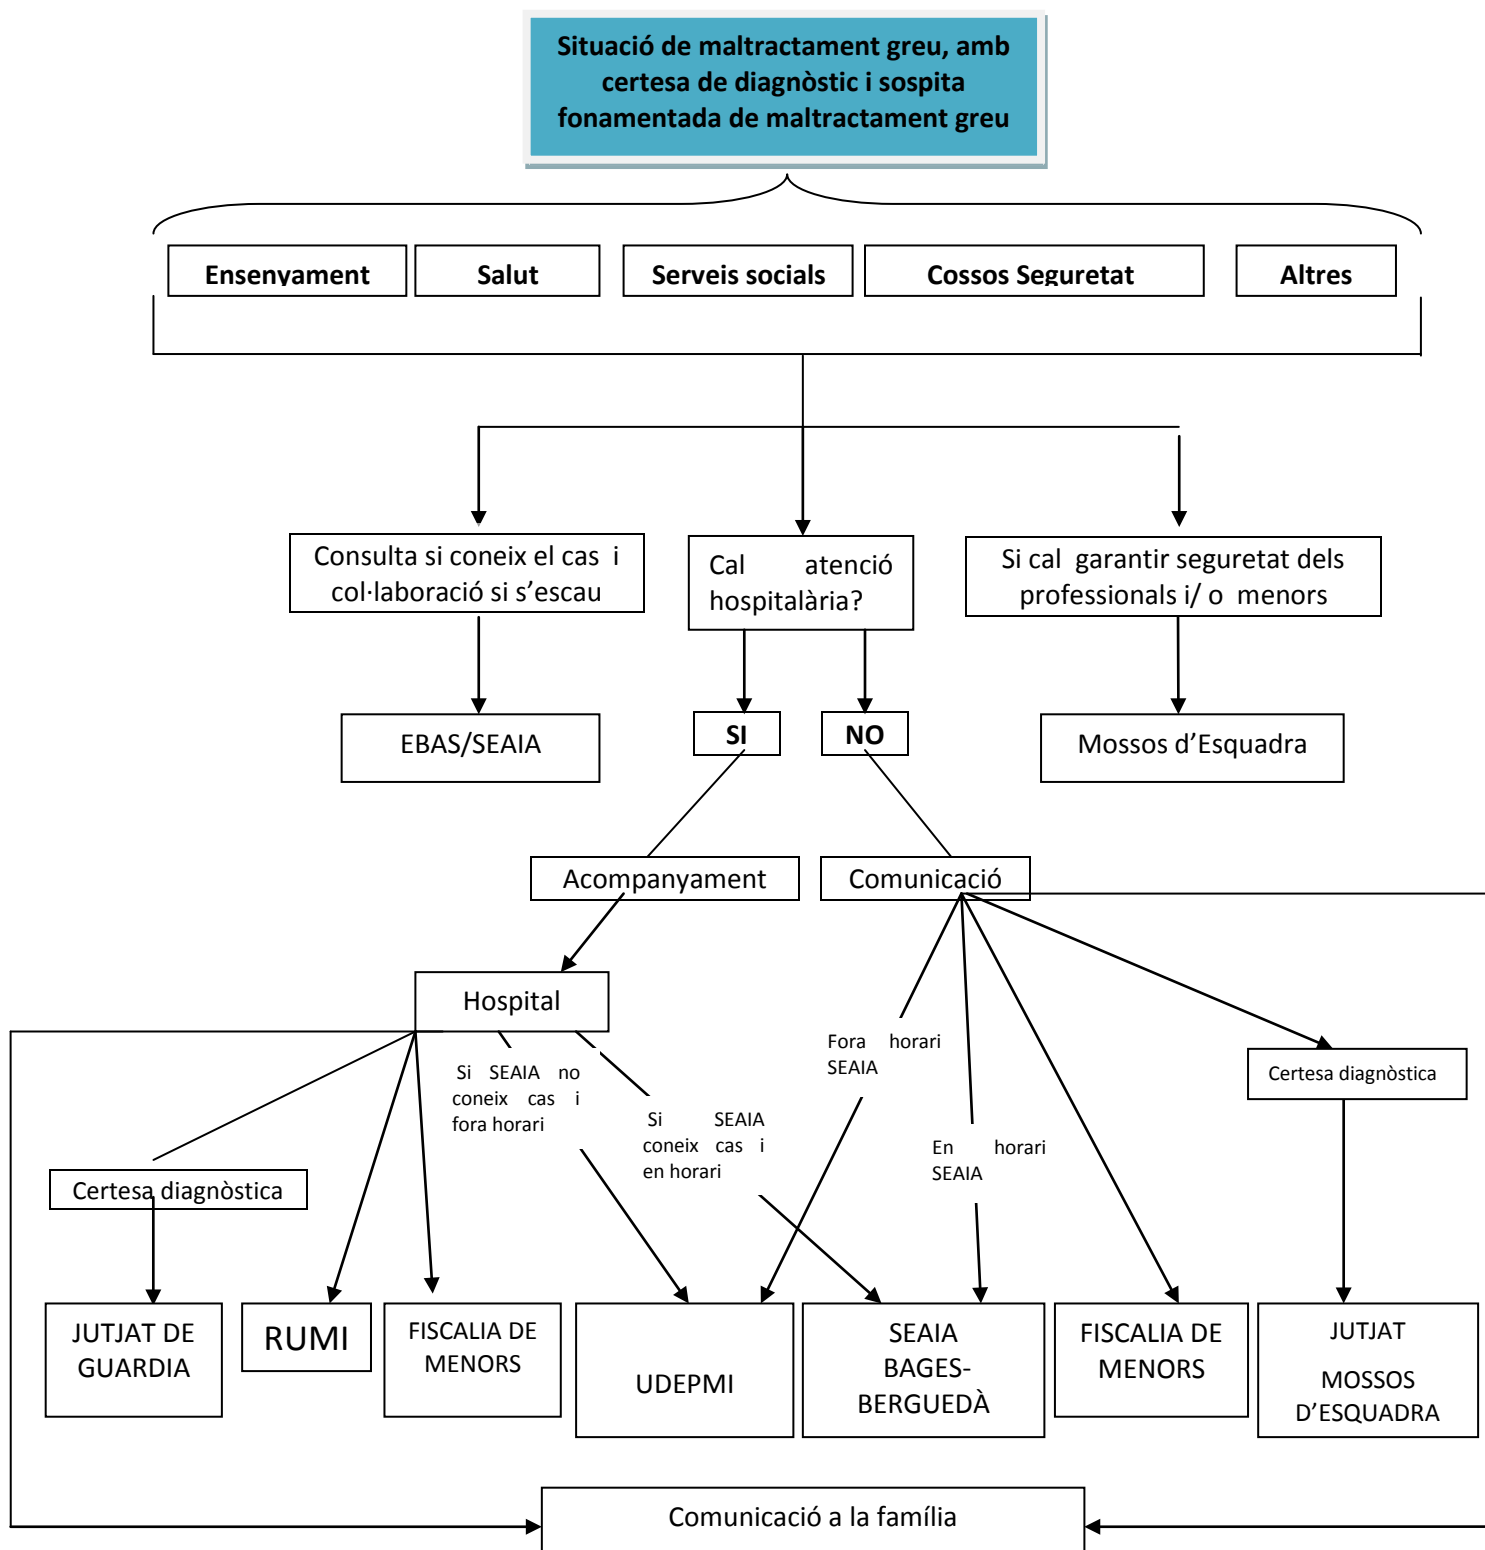 Situació de maltractament greu, amb
certesa de diagnòstic i sospita
fonamentada de maltractament greu
Ensenyament
Salut
Serveis socials
Cossos Seguretat
Altres
Consulta si coneix el cas i
col·laboració si s’escau
Cal atenció
hospitalària?
Si cal garantir seguretat dels
professionals i/ o menors
EBAS/SEAIA
SI
NO
Mossos d’Esquadra
Acompanyament
Comunicació
Hospital
Si SEAIA no
coneix cas i
fora horari
Si SEAIA
coneix cas i
en horari
Fora horari
SEAIA
En horari
SEAIA
Certesa diagnòstica
Certesa diagnòstica
JUTJAT DE
GUARDIA
RUMI
FISCALIA DE
MENORS
UDEPMI
SEAIA
BAGES-
BERGUEDÀ
FISCALIA DE
MENORS
JUTJAT
MOSSOS
D’ESQUADRA
Comunicació a la família